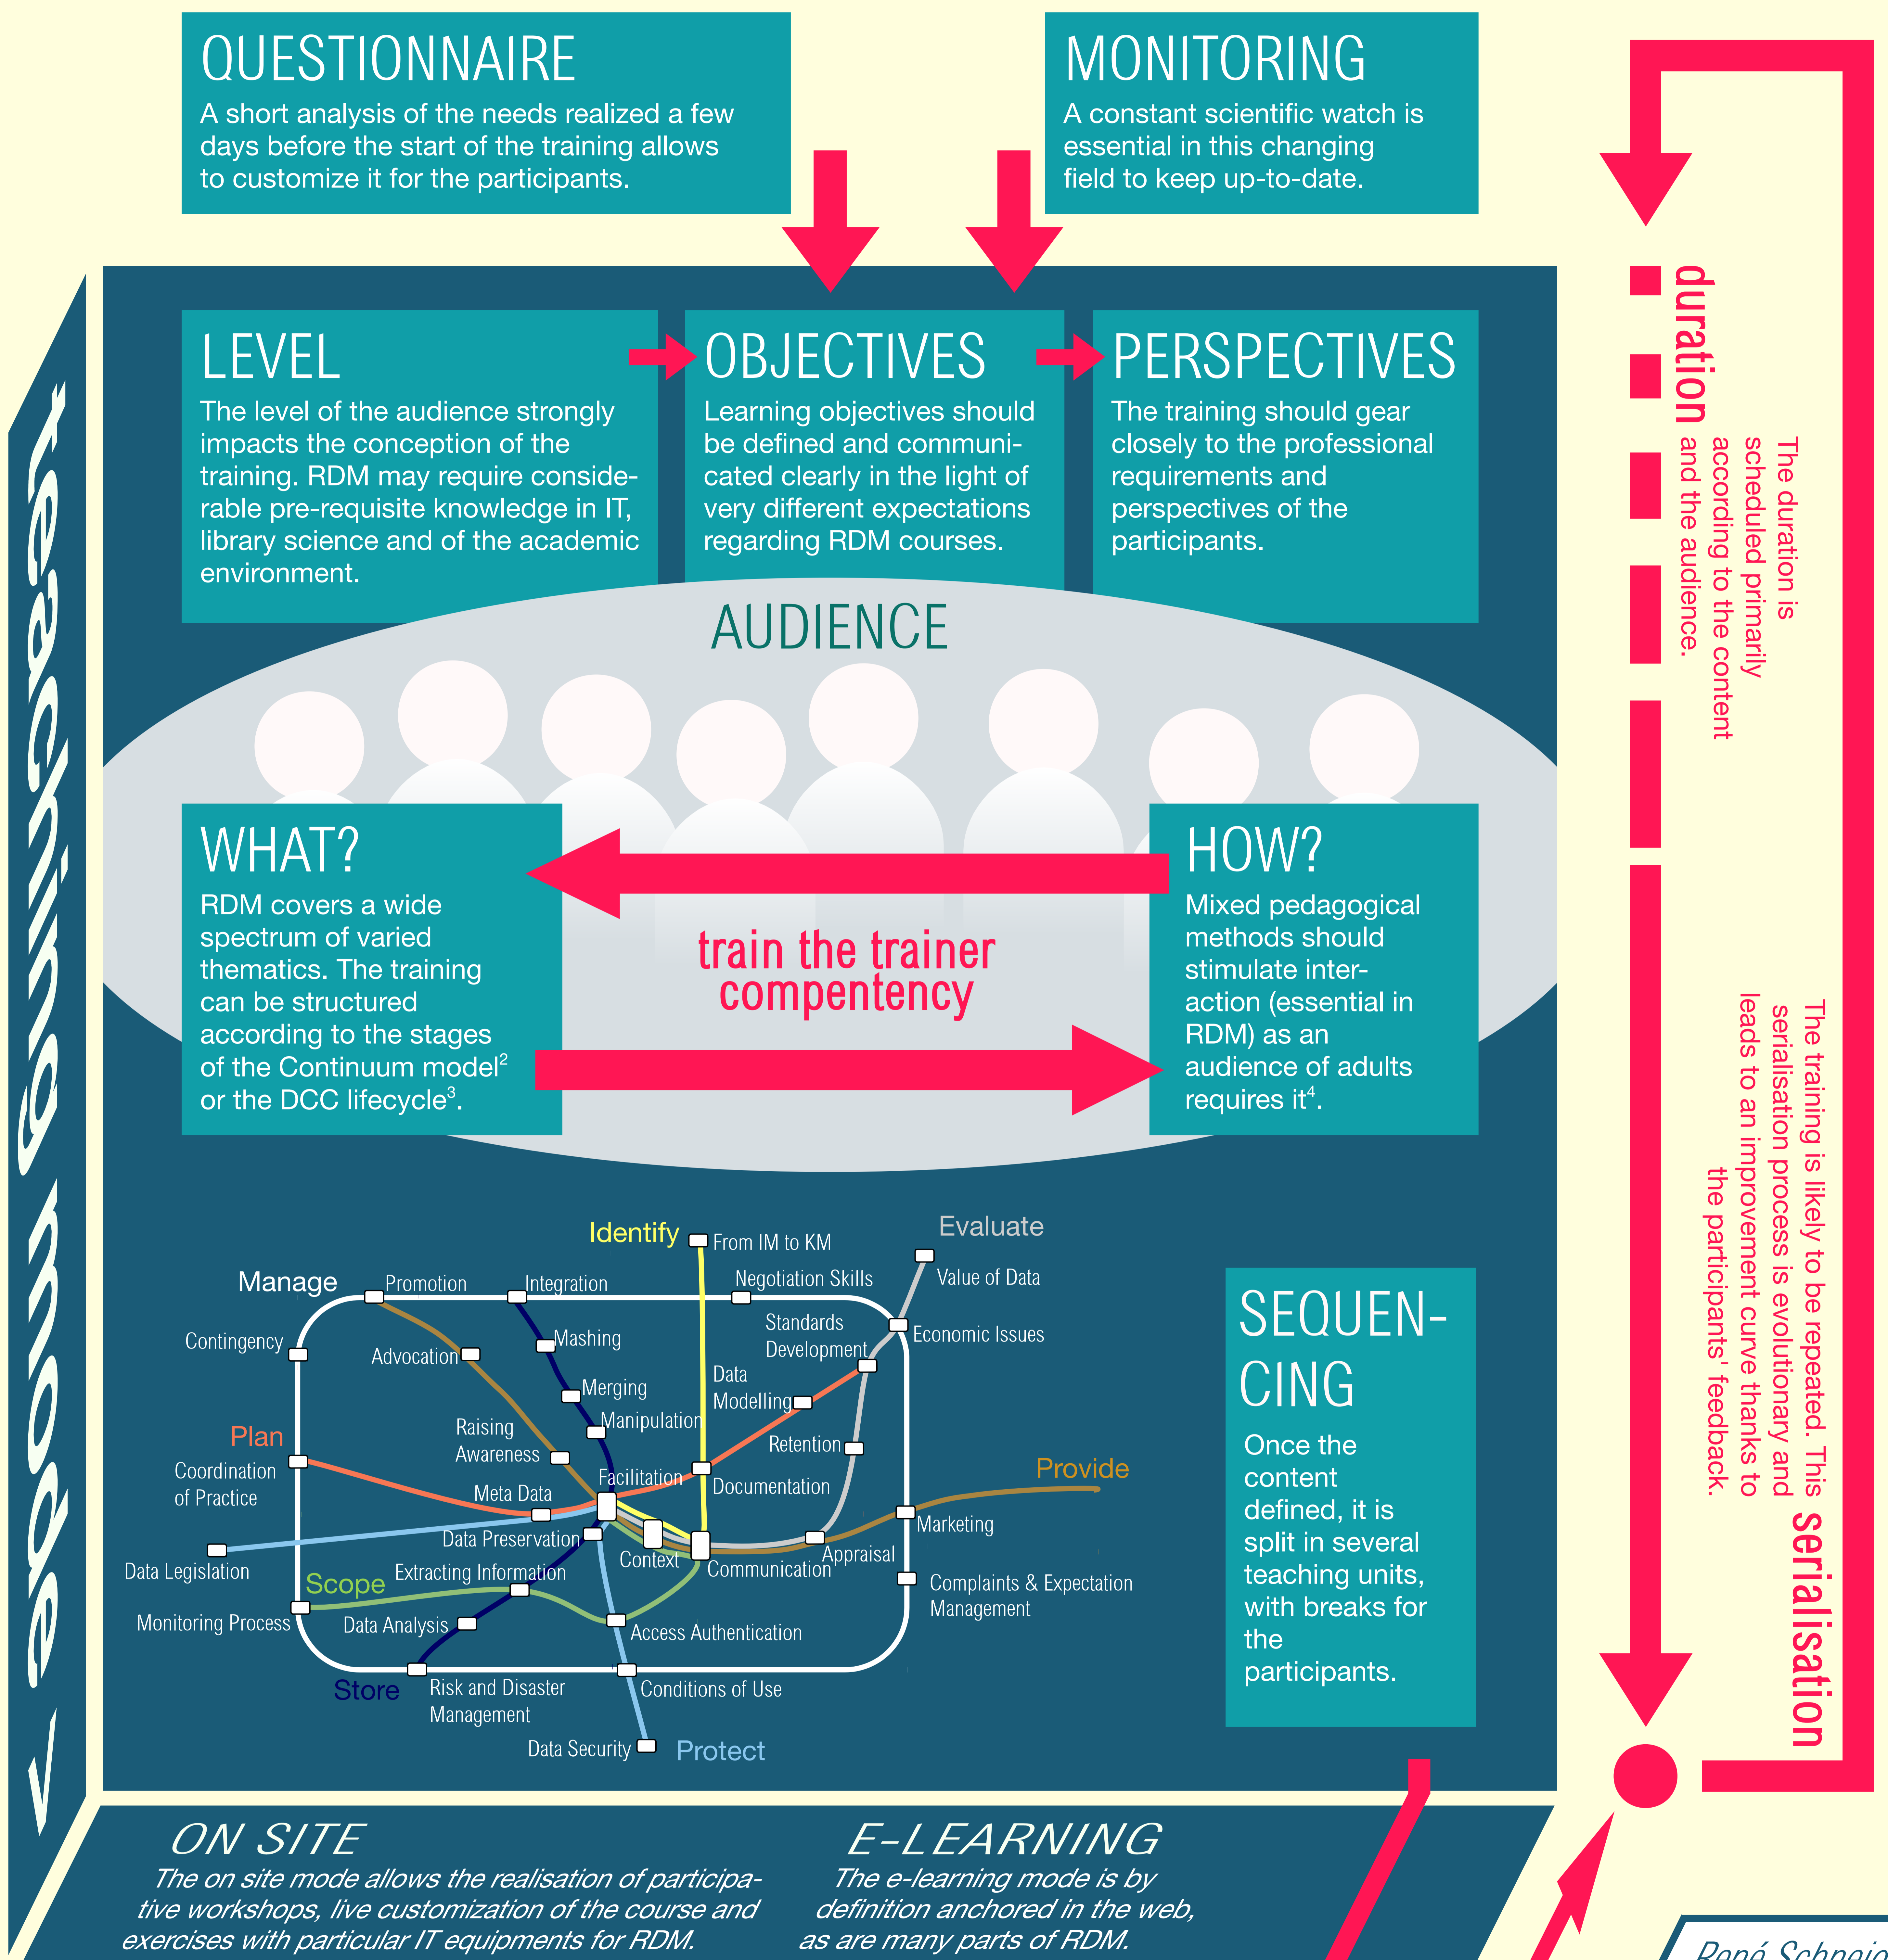 QUESTIONNAIRE
A short analysis of the needs realized a few
days before the start of the training allows
to customize it for the participants.
MONITORING
A constant scientific watch is
essential in this changing
field to keep up-to-date.
LEVEL
The level of the audience strongly
impacts the conception of the
training. RDM may require conside-
rable pre-requisite knowledge in IT,
library science and of the academic
environment.
OBJECTIVES
Learning objectives should
be defined and communi-
cated clearly in the light of
very different expectations
regarding RDM courses.
PERSPECTIVES
The training should gear
closely to the professional
requirements and
perspectives of the
participants.
AUDIENCE
WHAT?
RDM covers a wide
spectrum of varied
thematics. The training
can be structured
according to the stages
of the Continuum model2
or the DCC lifecycle3.
train the trainer
compentency
HOW?
Mixed pedagogical
methods should
stimulate inter-
action (essential in
RDM) as an
audience of adults
requires it4.
Identify
From IM to KM
Evaluate
Value of Data
Manage
Promotion
Integration
Negotiation Skills
Contingency
Advocation
Mashing
Standards
Development
Economic Issues
Merging
Data
Modelling
Manipulation
Raising
Awareness
Retention
Plan
Coordination
of Practice
Facilitation
Documentation
Provide
Meta Data
Marketing
Data Preservation
Context
Communication
Appraisal
Data Legislation
Extracting Information
Scope
Complaints & Expectation
Management
Monitoring Process
Data Analysis
Access Authentication
Store
Risk and Disaster
Management
Conditions of Use
Data Security
Protect
SEQUEN-
CING
Once the
content
defined, it is
split in several
teaching units,
with breaks for
the
participants.
duration
The duration is
scheduled primarily
according to the content
and the audience.
The training is likely to be repeated. This
serialisation process is evolutionary and
leads to an improvement curve thanks to
the participants' feedback.
serialisation
ON SITE
The on site mode allows the realisation of participa-
tive workshops, live customization of the course and
exercises with particular IT equipments for RDM.
E-LEARNING
The e-learning mode is by
definition anchored in the web,
as are many parts of RDM.